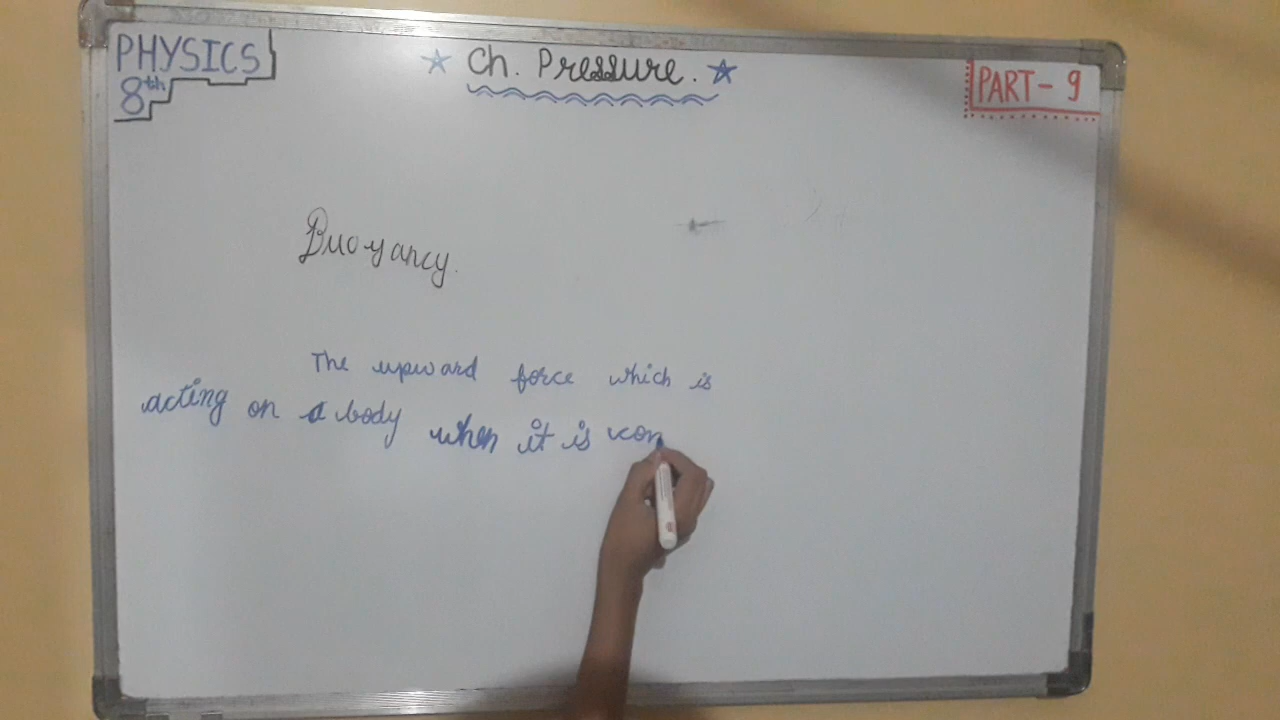 PHYSICS
8th
Ch. Pressure.
PART-9
Buoyancy.
The upward force which is
acting on a body when it is